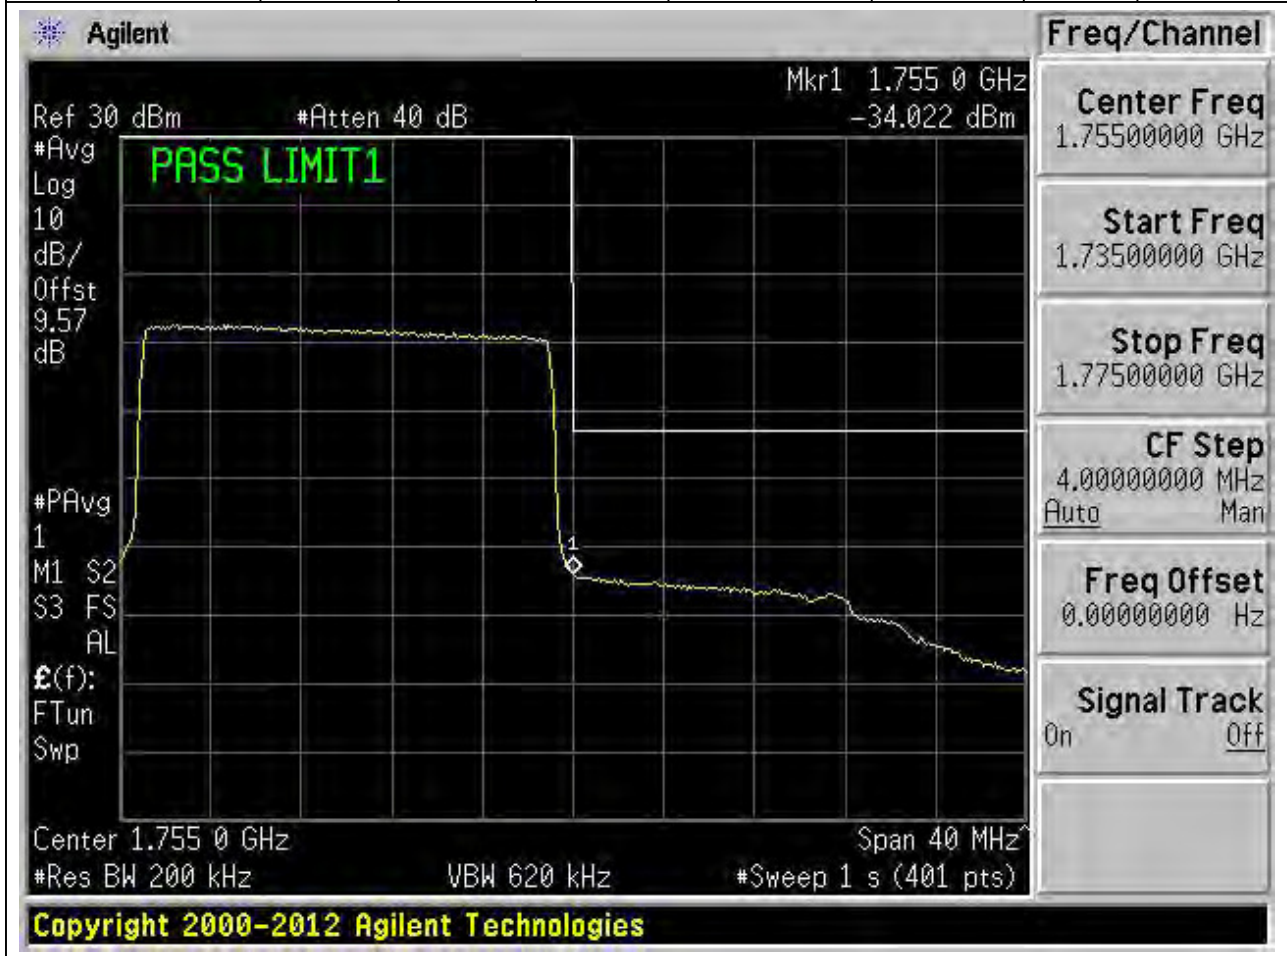 Agilent
Freq/Channel
Mkr1 1.755 0 GHz
Ref 30 dBm #Atten 40 dB -34.022 dBm
#Avg
Log
10
dB/
Offst
9.57
dB
PASS LIMIT1
#PAvg
1
M1 S2
S3 FS
AL
£(f):
FTun
Swp
1
Center 1.755 0 GHz Span 40 MHz^
#Res BW 200 kHz VBW 620 kHz #Sweep 1 s (401 pts)
Copyright 2000-2012 Agilent Technologies
Center Freq
1.75500000 GHz
Start Freq
1.73500000 GHz
Stop Freq
1.77500000 GHz
CF Step
4.00000000 MHz
Auto Man
Freq Offset
0.00000000 Hz
Signal Track
On Off